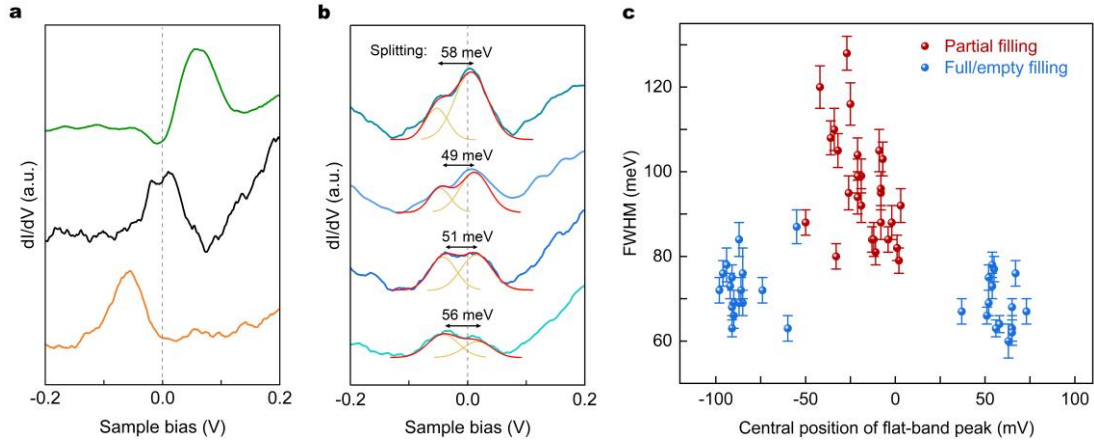 a
b
c
dI/dV (a.u.)
-0.2
0.0
0.2
Sample bias (V)
Splitting:
58 meV
49 meV
51 meV
56 meV
dI/dV (a.u.)
-0.2
0.0
0.2
Sample bias (V)
Partial filling
Full/empty filling
FWHM (meV)
120
100
80
60
-100
-50
0
50
100
Central position of flat-band peak (mV)